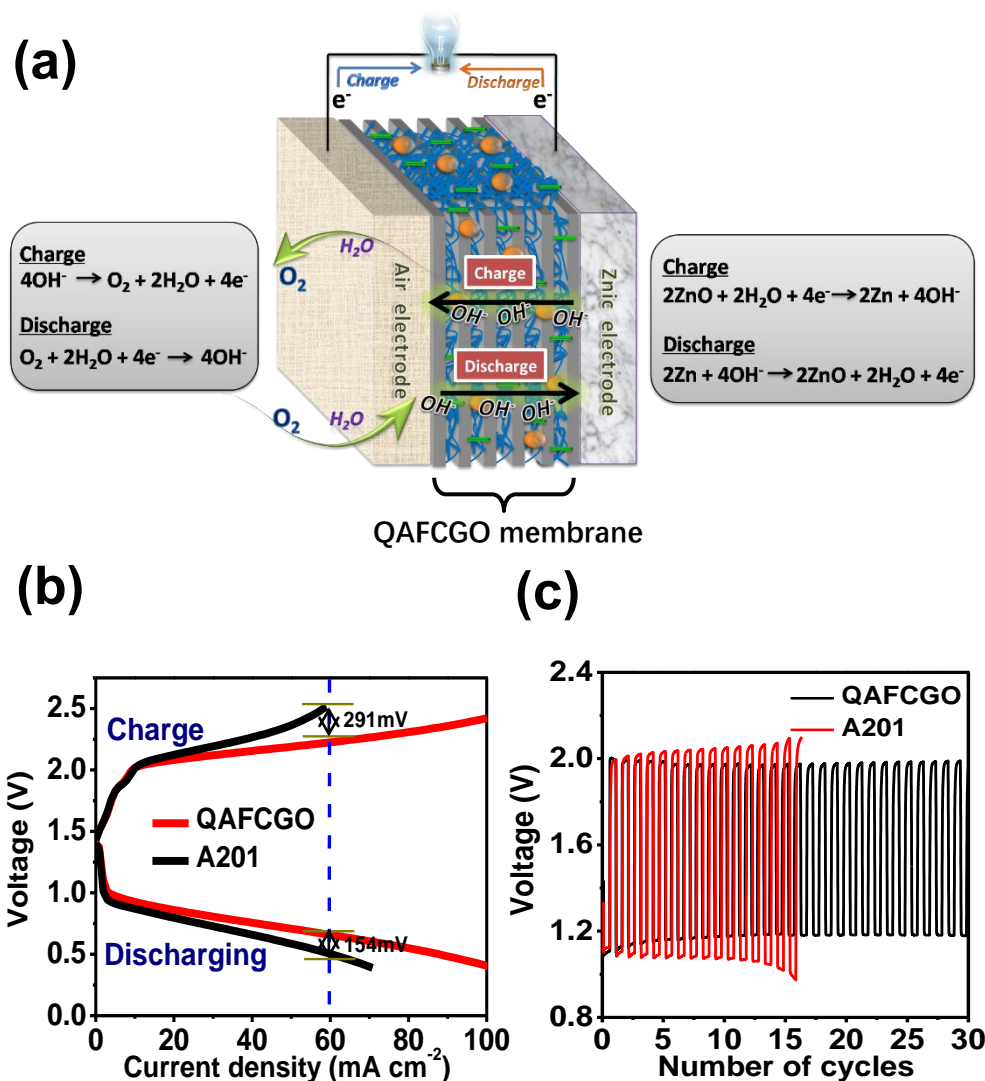 (a)
Charge
Discharge
e⁻
e⁻
Charge
4OH⁻ → O₂ + 2H₂O + 4e⁻
Discharge
O₂ + 2H₂O + 4e⁻ → 4OH⁻
H₂O
O₂
Air electrode
Charge
OH⁻ OH⁻ OH⁻
Discharge
OH⁻ OH⁻ OH⁻
O₂
H₂O
Znic electrode
Charge
2ZnO + 2H₂O + 4e⁻ → 2Zn + 4OH⁻
Discharge
2Zn + 4OH⁻ → 2ZnO + 2H₂O + 4e⁻
QAFCGO membrane
(b)
Voltage (V)
2.5
2.0
1.5
1.0
0.5
0.0
Charge
291mV
QAFCGO
A201
154mV
Discharging
0 20 40 60 80 100
Current density (mA cm⁻²)
(c)
Voltage (V)
2.4
2.0
1.6
1.2
0.8
QAFCGO
A201
0 5 10 15 20 25 30
Number of cycles